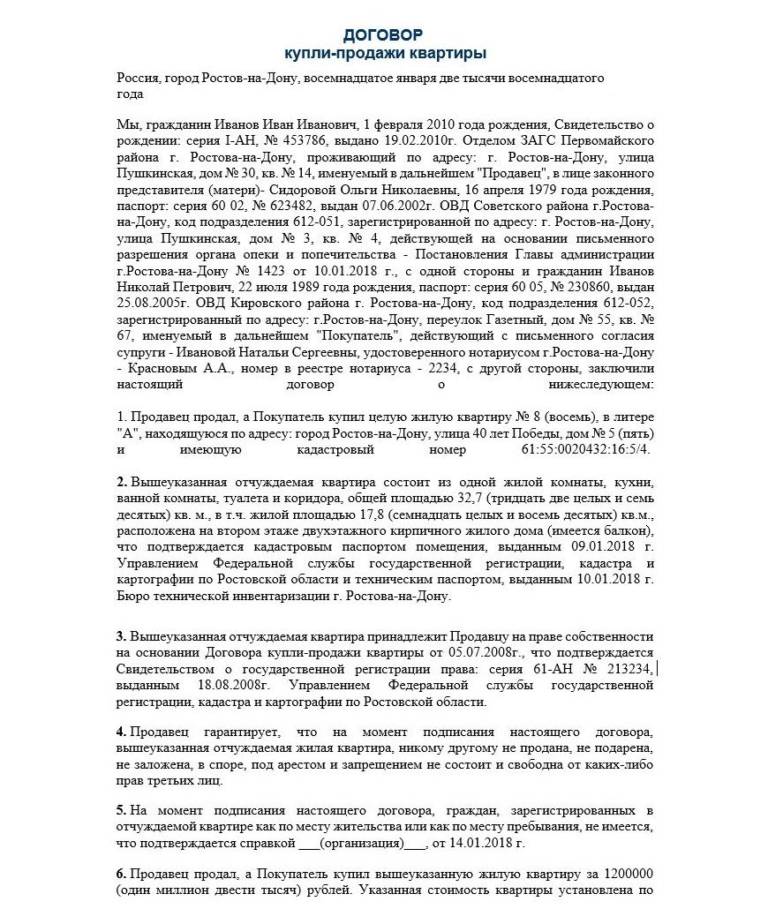 ДОГОВОР
купли-продажи квартиры
Россия, город Ростов-на-Дону, восемнадцатое января две тысячи восемнадцатого
года
Мы, гражданин Иванов Иван Иванович, 1 февраля 2010 года рождения, Свидетельство о
рождении: серия I-АН, № 453786, выдано 19.02.2010г. Отделом ЗАГС Первомайского
района г. Ростова-на-Дону, проживающий по адресу: г. Ростов-на-Дону, улица
Пушкинская, дом № 30, кв. № 14, именуемый в дальнейшем "Продавец", в лице законного
представителя (матери)- Сидоровой Ольги Николаевны, 16 апреля 1979 года рождения,
паспорт: серия 60 02, № 623482, выдан 07.06.2002г. ОВД Советского района г.Ростова-
на-Дону, код подразделения 612-051, зарегистрированной по адресу: г. Ростов-на-Дону,
улица Пушкинская, дом № 3, кв. № 4, действующей на основании письменного
разрешения органа опеки и попечительства - Постановления Главы администрации
г.Ростова-на-Дону № 1423 от 10.01.2018 г., с одной стороны и гражданин Иванов
Николай Петрович, 22 июля 1989 года рождения, паспорт: серия 60 05, № 230860, выдан
25.08.2005г. ОВД Кировского района г. Ростова-на-Дону, код подразделения 612-052,
зарегистрированный по адресу: г.Ростов-на-Дону, переулок Газетный, дом № 55, кв. №
67, именуемый в дальнейшем "Покупатель", действующий с письменного согласия
супруги - Ивановой Натальи Сергеевны, удостоверенного нотариусом г.Ростова-на-Дону
- Красновым А.А., номер в реестре нотариуса - 2234, с другой стороны, заключили
настоящий договор о нижеследующем:
1. Продавец продал, а Покупатель купил целую жилую квартиру № 8 (восемь), в литере
"А", находящуюся по адресу: город Ростов-на-Дону, улица 40 лет Победы, дом № 5 (пять)
и имеющую кадастровый номер 61:55:0020432:16:5/4.
2. Вышеуказанная отчуждаемая квартира состоит из одной жилой комнаты, кухни,
ванной комнаты, туалета и коридора, общей площадью 32,7 (тридцать две целых и семь
десятых) кв. м., в т.ч. жилой площадью 17,8 (семнадцать целых и восемь десятых) кв.м.,
расположена на втором этаже двухэтажного кирпичного жилого дома (имеется балкон),
что подтверждается кадастровым паспортом помещения, выданным 09.01.2018 г.
Управлением Федеральной службы государственной регистрации, кадастра и
картографии по Ростовской области и техническим паспортом, выданным 10.01.2018 г.
Бюро технической инвентаризации г. Ростова-на-Дону.
3. Вышеуказанная отчуждаемая квартира принадлежит Продавцу на праве собственности
на основании Договора купли-продажи квартиры от 05.07.2008г., что подтверждается
Свидетельством о государственной регистрации права: серия 61-АН № 213234,
выданным 18.08.2008г. Управлением Федеральной службы государственной
регистрации, кадастра и картографии по Ростовской области.
4. Продавец гарантирует, что на момент подписания настоящего договора,
вышеуказанная отчуждаемая жилая квартира, никому другому не продана, не подарена,
не заложена, в споре, под арестом и запрещением не состоит и свободна от каких-либо
прав третьих лиц.
5. На момент подписания настоящего договора, граждан, зарегистрированных в
отчуждаемой квартире как по месту жительства или как по месту пребывания, не имеется,
что подтверждается справкой ___(организация)___, от 14.01.2018 г.
6. Продавец продал, а Покупатель купил вышеуказанную жилую квартиру за 1200000
(один миллион двести тысяч) рублей. Указанная стоимость квартиры установлена по